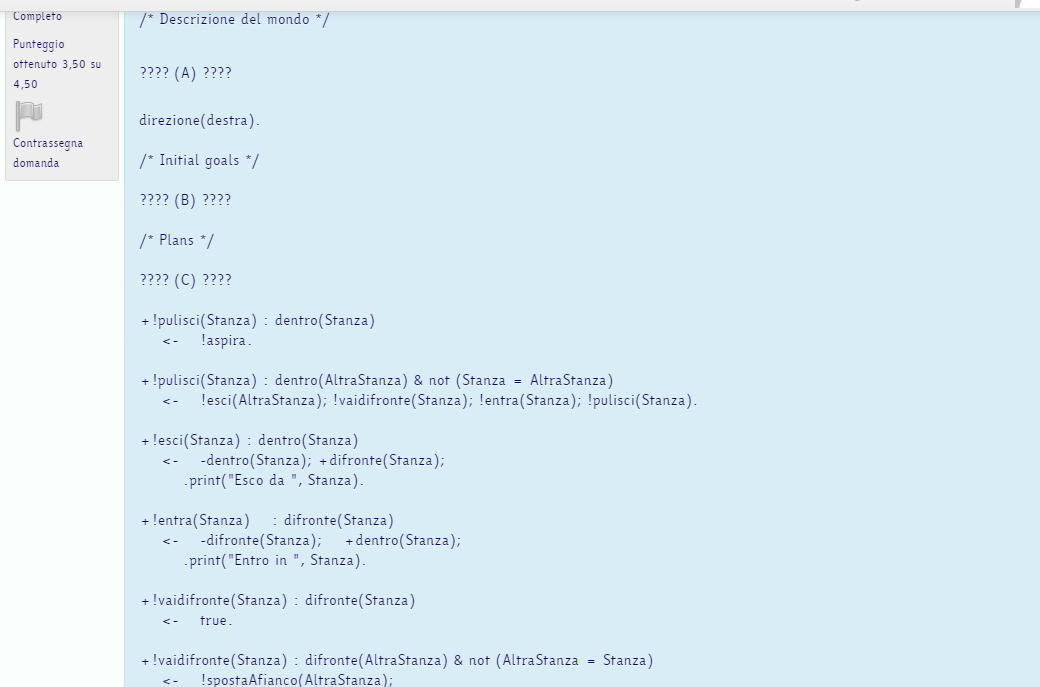 Completo
Punteggio
ottenuto 3,50 su
4,50
Contrassegna
domanda
/* Descrizione del mondo */
???? (A) ????
direzione(destra).
/* Initial goals */
???? (B) ????
/* Plans */
???? (C) ????
+!pulisci(Stanza) : dentro(Stanza)
<- !aspira.
+!pulisci(Stanza) : dentro(AltraStanza) & not (Stanza = AltraStanza)
<- !esci(AltraStanza); !vaidifronte(Stanza); !entra(Stanza); !pulisci(Stanza).
+!esci(Stanza) : dentro(Stanza)
<- -dentro(Stanza); +difronte(Stanza);
.print("Esco da ", Stanza).
+!entra(Stanza) : difronte(Stanza)
<- -difronte(Stanza); +dentro(Stanza);
.print("Entro in ", Stanza).
+!vaidifronte(Stanza) : difronte(Stanza)
<- true.
+!vaidifronte(Stanza) : difronte(AltraStanza) & not (AltraStanza = Stanza)
<- !spostaAfianco(AltraStanza);